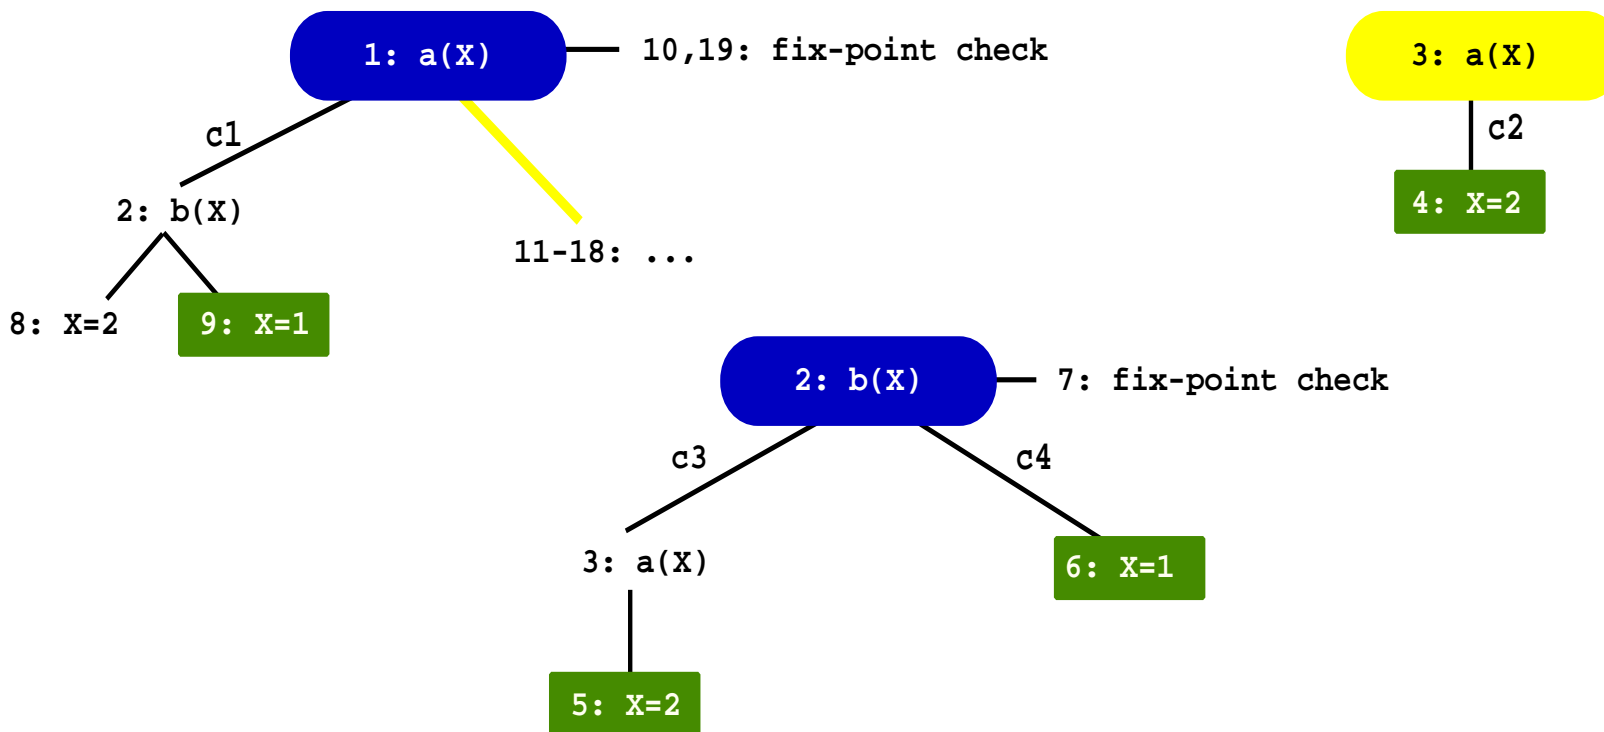 1: a(X)
10,19: fix-point check
3: a(X)
c1
c2
2: b(X)
4: X=2
11-18: ...
8: X=2
9: X=1
2: b(X)
7: fix-point check
c3
c4
3: a(X)
6: X=1
5: X=2